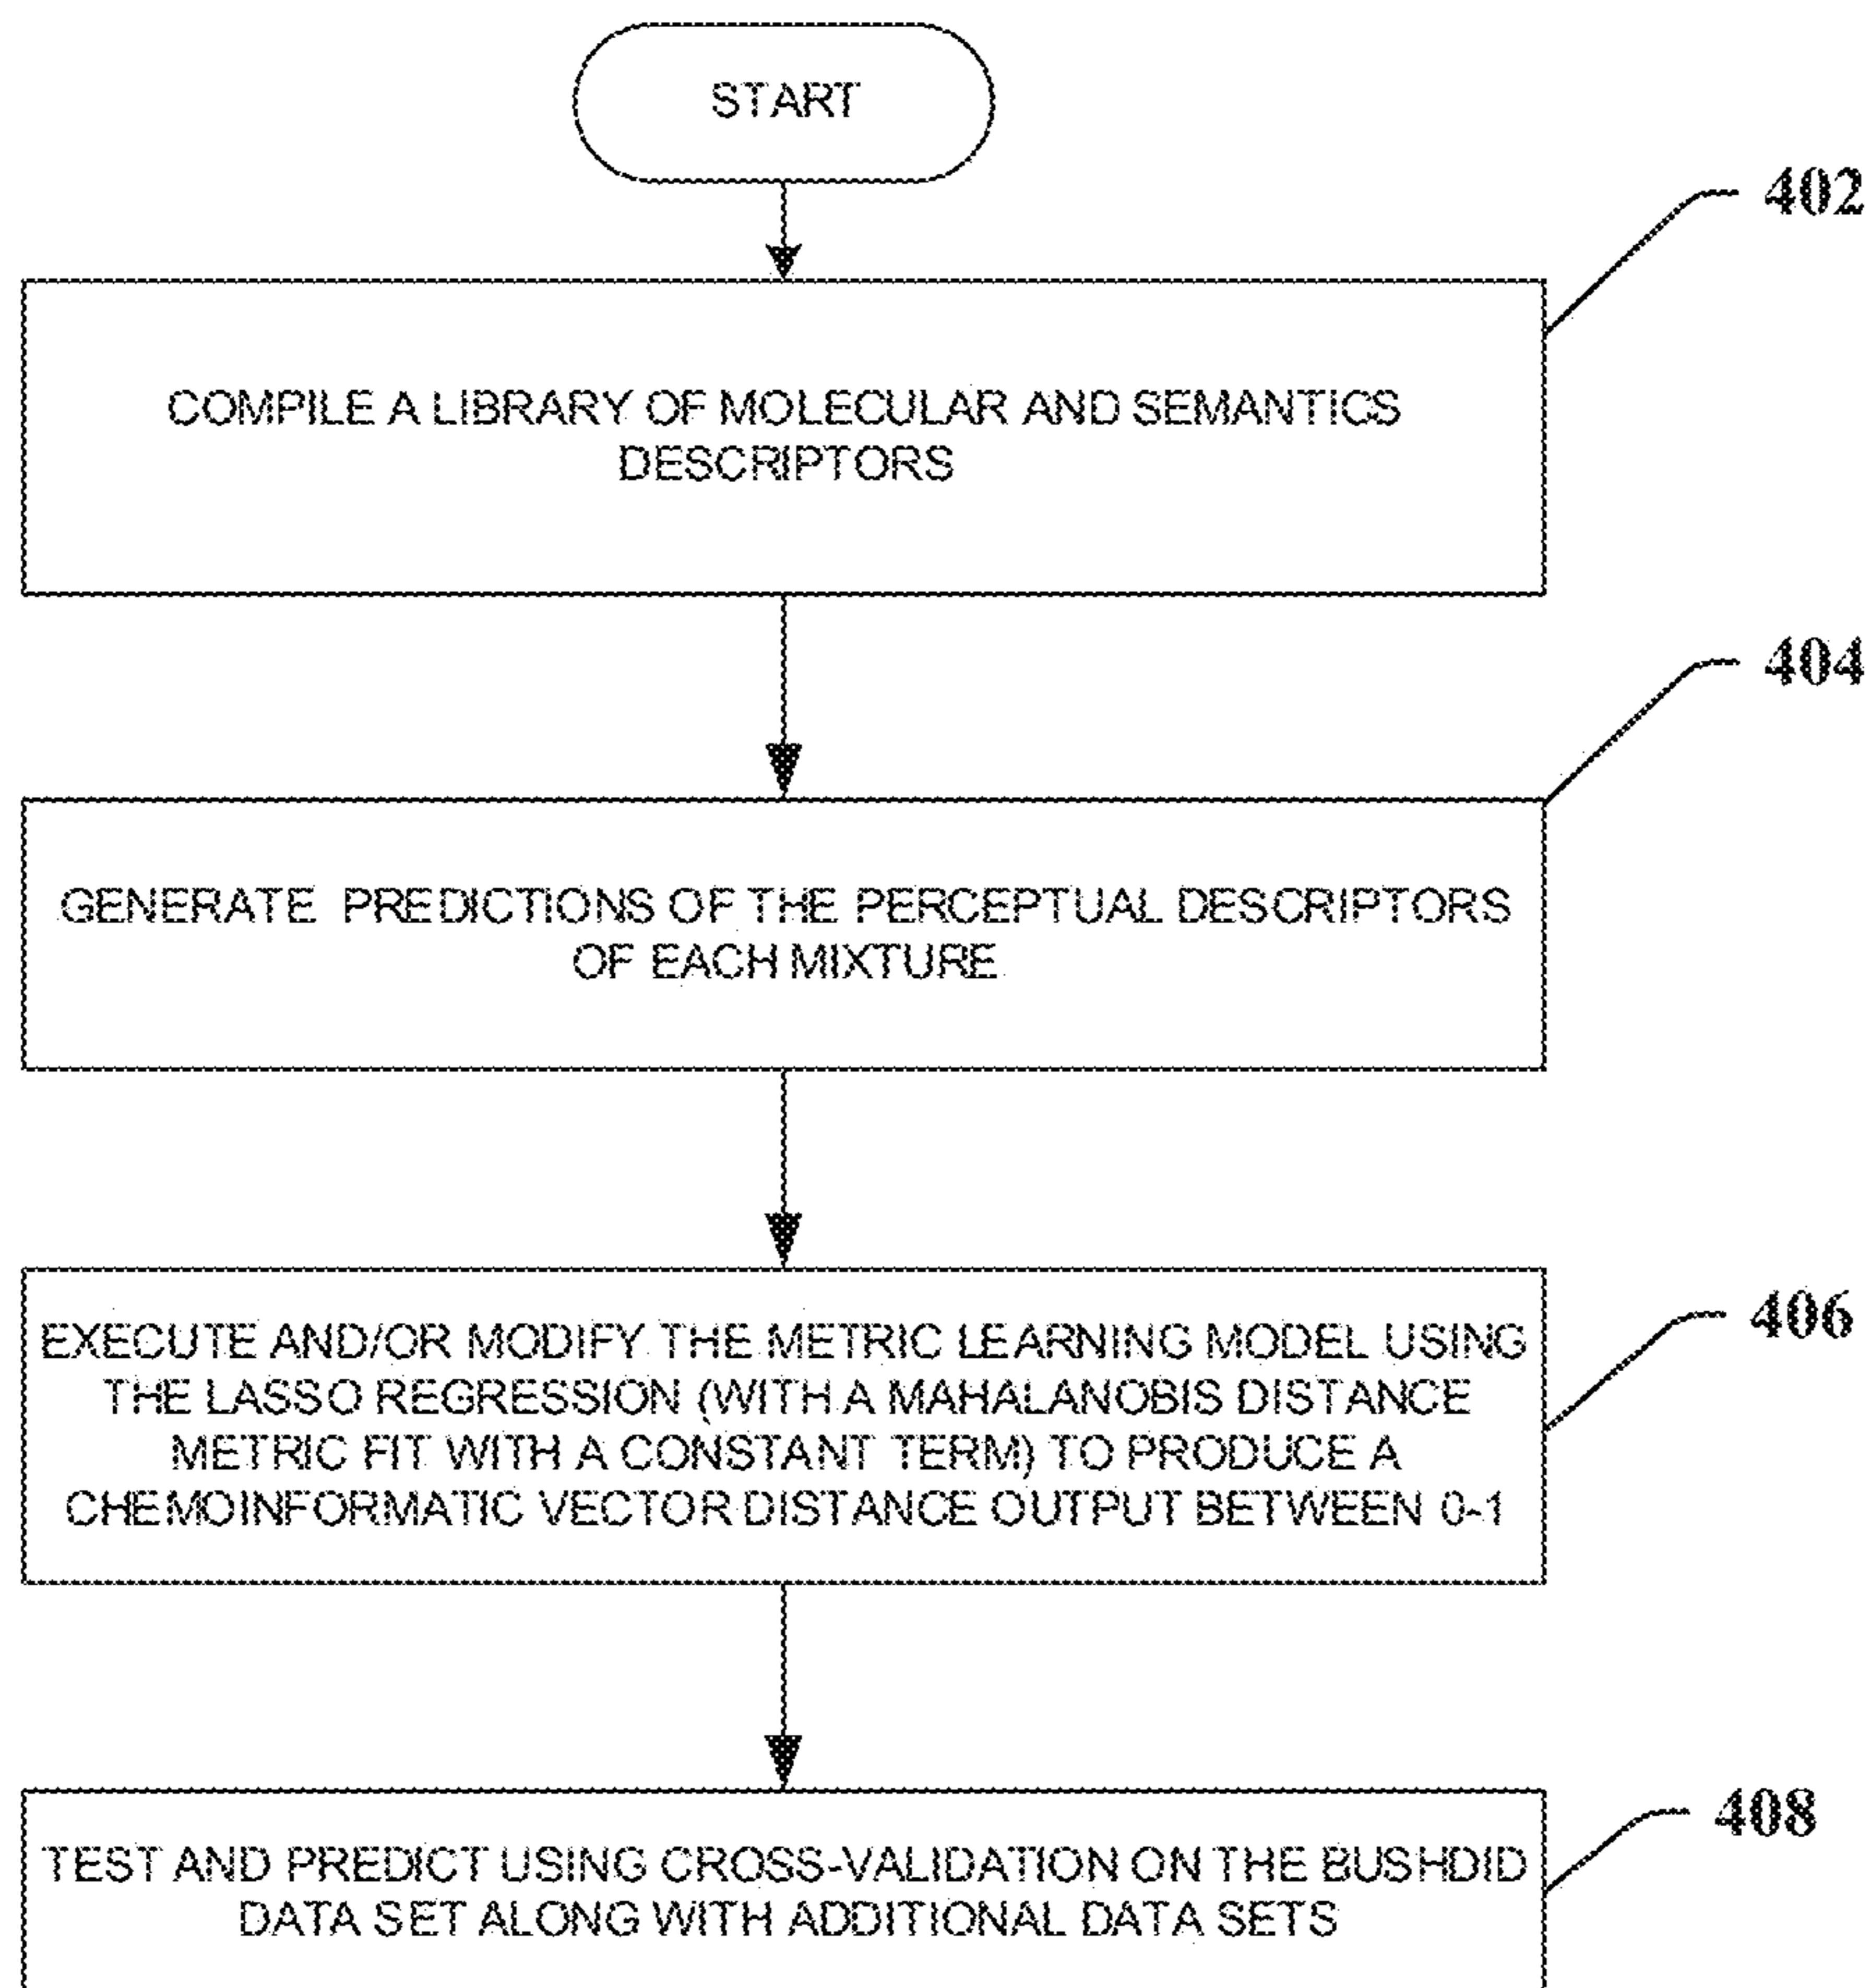 START
402
COMPILE A LIBRARY OF MOLECULAR AND SEMANTICS
DESCRIPTORS
404
GENERATE PREDICTIONS OF THE PERCEPTUAL DESCRIPTORS
OF EACH MIXTURE
406
EXECUTE AND/OR MODIFY THE METRIC LEARNING MODEL USING
THE LASSO REGRESSION (WITH A MAHALANOBIS DISTANCE
METRIC FIT WITH A CONSTANT TERM) TO PRODUCE A
CHEMOINFORMATIC VECTOR DISTANCE OUTPUT BETWEEN 0-1
408
TEST AND PREDICT USING CROSS-VALIDATION ON THE BUSHDID
DATA SET ALONG WITH ADDITIONAL DATA SETS